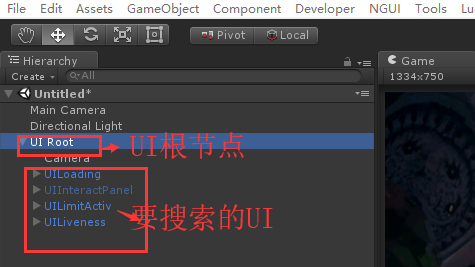 File Edit Assets GameObject Component NGUI Tools Lu
Pivot Local
Hierarchy
Create All
Game
1334x750
Untitled*
Main Camera
Directional Light
UI Root
UI根节点
Camera
UILoading
UIInteractPanel
UILimitActiv
要搜索的UI
UILiveness